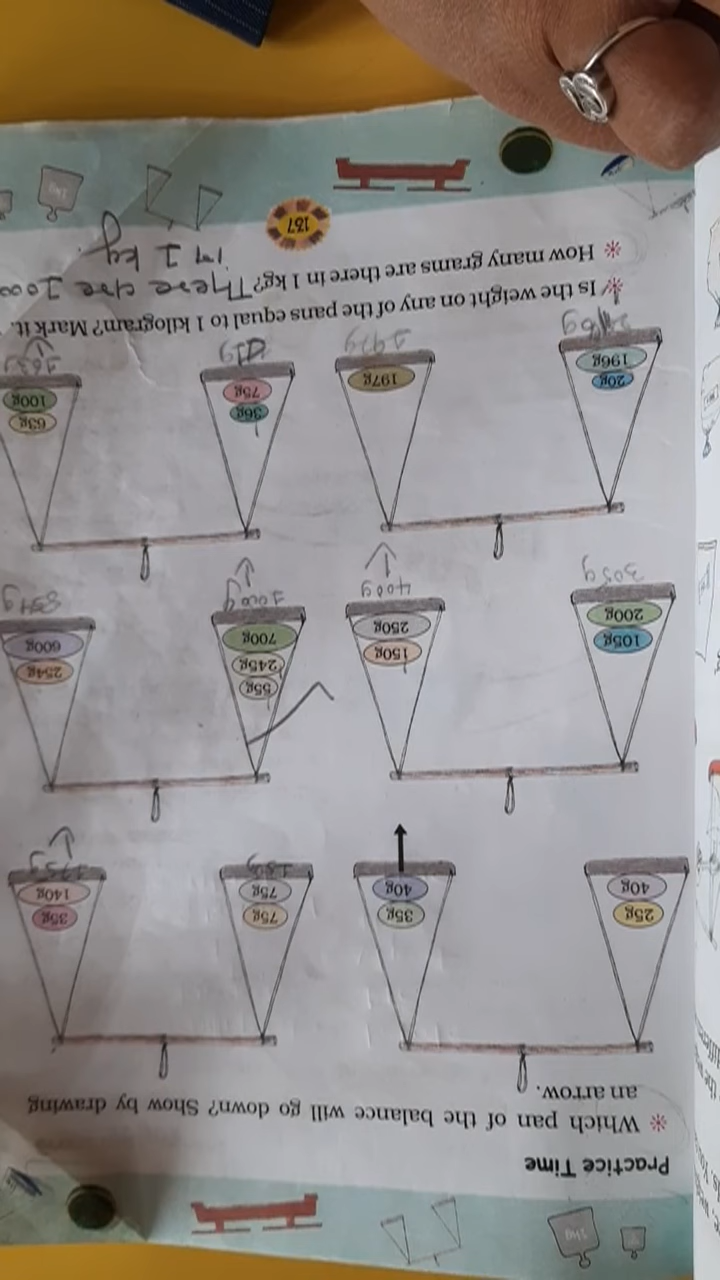 Practice Time
Which pan of the balance will go down? Show by drawing
an arrow.
25g 35g 75g 35g
40g 40g 75g 140g
175g
55g 254g
105g 150g 245g 600g
200g 250g 700g
305g 400g 1000g
20g 36g 63g
196g 197g 75g 100g
197g
Is the weight on any of the pans equal to 1 kilogram? Mark it.
How many grams are there in 1 kg? There are 1000
in 1 kg.
137